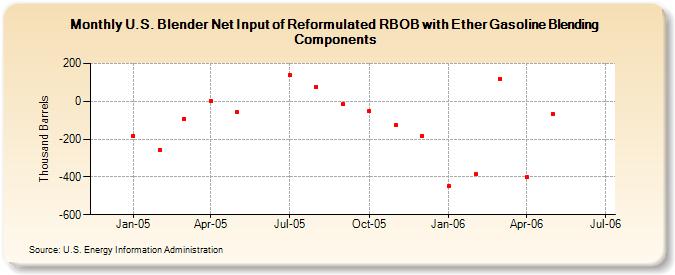 Monthly U.S. Blender Net Input of Reformulated RBOB with Ether Gasoline Blending
Components
Thousand Barrels
200
0
-200
-400
-600
Jan-05 Apr-05 Jul-05 Oct-05 Jan-06 Apr-06 Jul-06
Source: U.S. Energy Information Administration